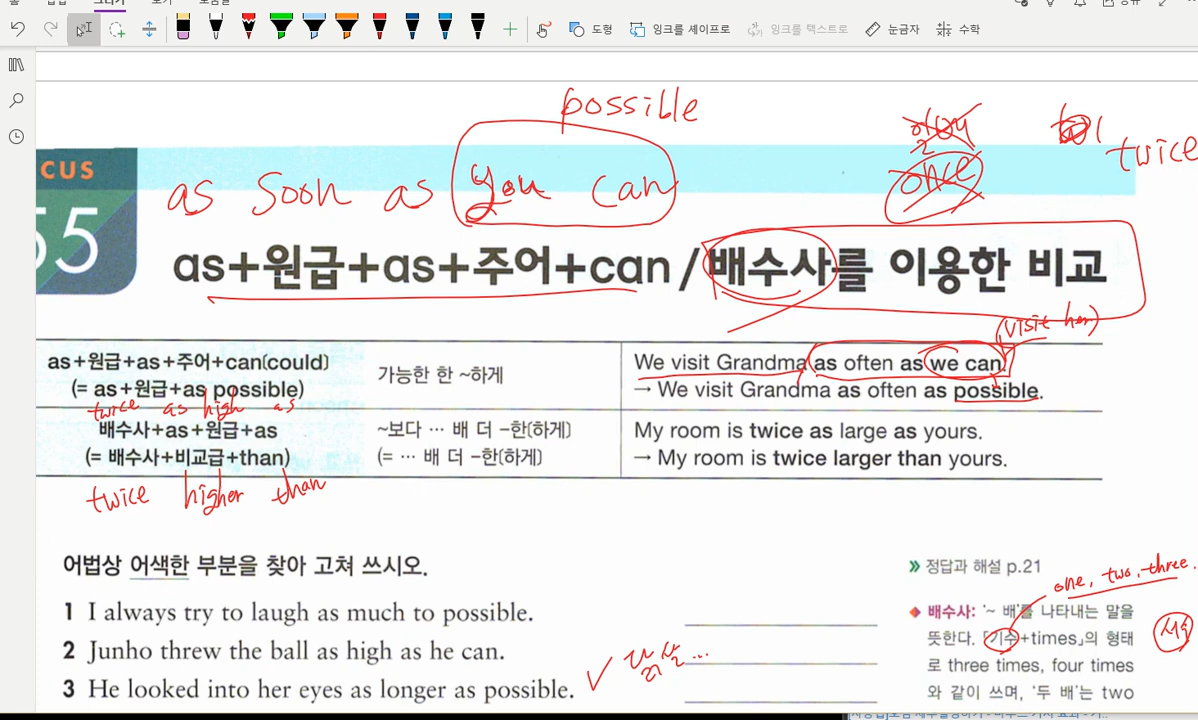 도형
잉크를 셰이프로
잉크를 텍스트로
눈금자
수학
possible
once
twice
CUS
55
as soon as you can
as+원급+as+주어+can/배수사를 이용한 비교
(visit her)
as+원급+as+주어+can(could)
(= as+원급+as possible)
가능한 한 ~하게
We visit Grandma as often as we can.
→ We visit Grandma as often as possible.
twice as high as
배수사+as+원급+as
(= 배수사+비교급+than)
~보다 … 배 더 -한(하게)
(= … 배 더 -한(하게)
My room is twice as large as yours.
→ My room is twice larger than yours.
twice higher than
어법상 어색한 부분을 찾아 고쳐 쓰시오.
1 I always try to laugh as much to possible.
2 Junho threw the ball as high as he can.
3 He looked into her eyes as longer as possible.
» 정답과 해설 p.21
one, two, three.
배수사: '~ 배'를 나타내는 말을
뜻한다. 「기수+times」의 형태
로 three times, four times
와 같이 쓰며, '두 배'는 two